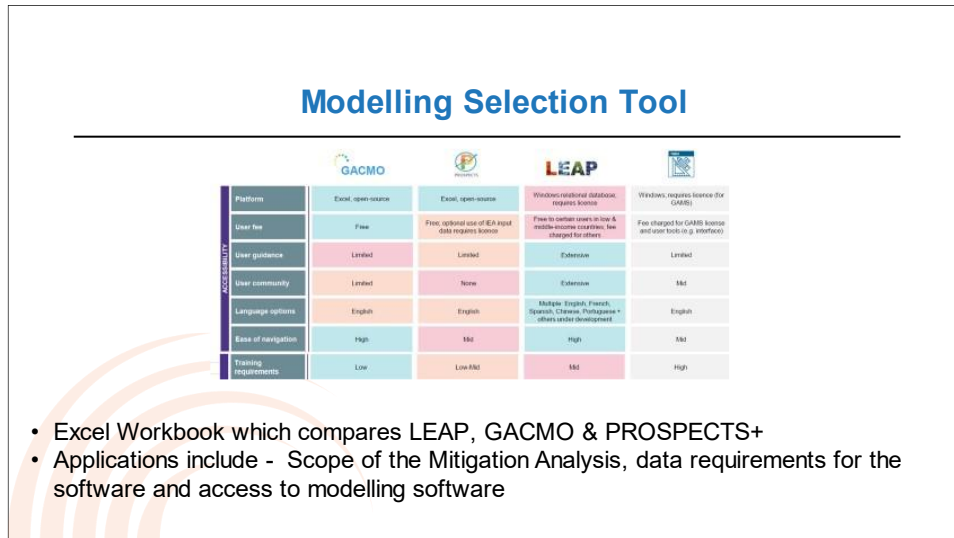 Modelling Selection Tool
GACMO
PROSPECTS
LEAP
ACCESSIBILITY
Platform
Excel, open-source
Excel, open-source
Windows relational database,
requires licence
Windows, requires licence (for
GAMS)
User fee
Free
Free; optional use of IEA input
data requires licence
Free to certain users in low &
middle-income countries; fee
charged for others
Fee charged for GAMS license
and user tools (e.g. interface)
User guidance
Limited
Limited
Extensive
Limited
User community
Limited
None
Extensive
Mid
Language options
English
English
Multiple: English, French,
Spanish, Chinese, Portuguese +
others under development
English
Ease of navigation
High
Mid
High
Mid
Training
requirements
Low
Low-Mid
Mid
High
• Excel Workbook which compares LEAP, GACMO & PROSPECTS+
• Applications include - Scope of the Mitigation Analysis, data requirements for the
software and access to modelling software